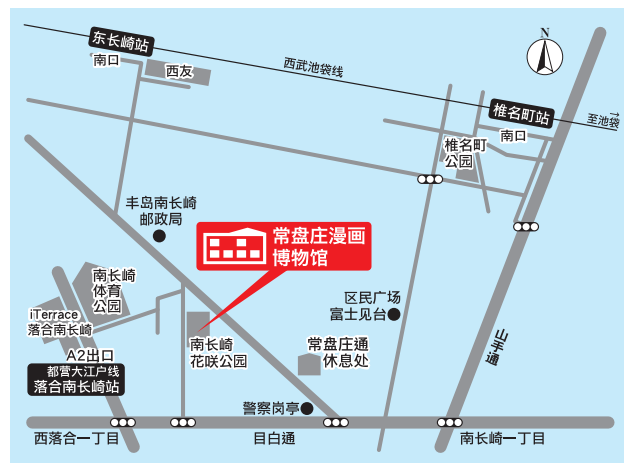 N
东长崎站
南口
西友
西武池袋线
椎名町站
至池袋
南口
椎名町
公园
丰岛南长崎
邮政局
常盘庄漫画
博物馆
南长崎
体育
公园
iTerrace
落合南长崎
区民广场
富士见台
山手通
A2出口
都营大江户线
落合南长崎站
南长崎
花咲公园
常盘庄通
休息处
警察岗亭
西落合一丁目
目白通
南长崎一丁目